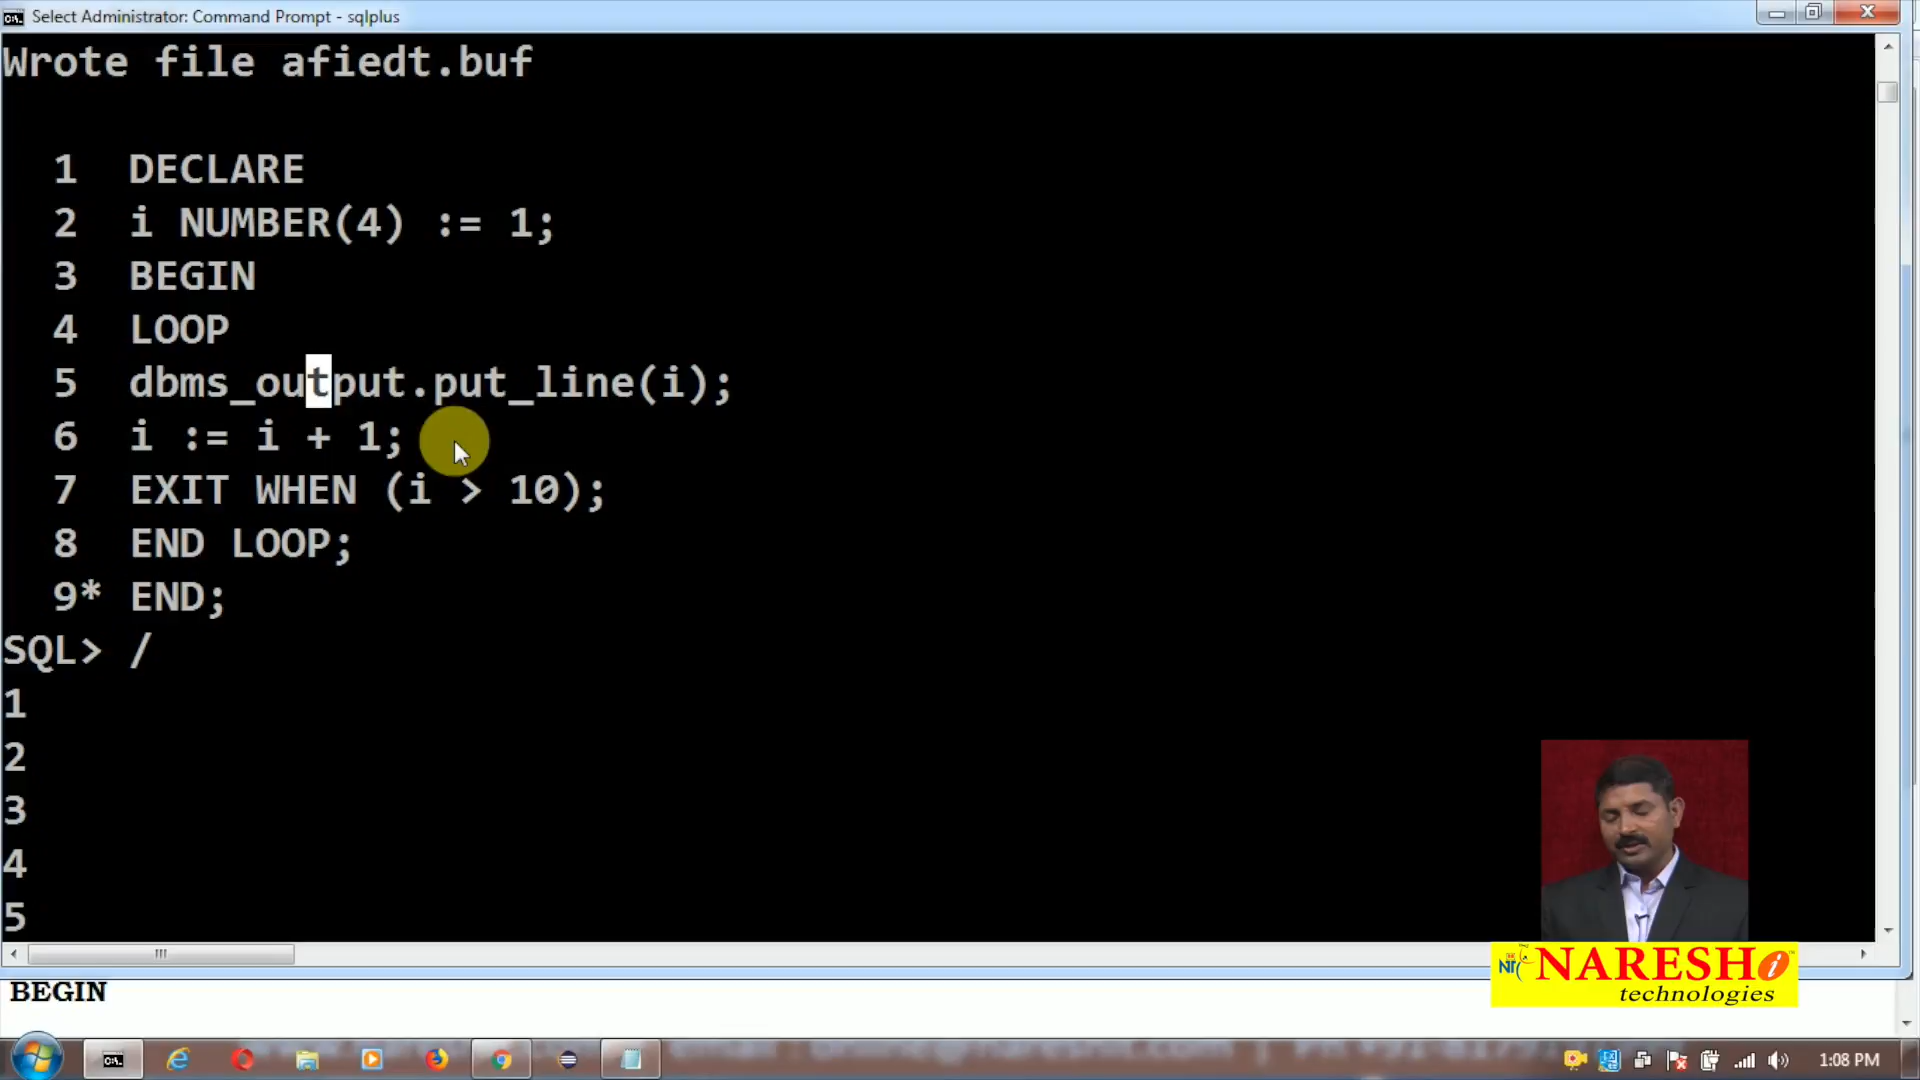 Select Administrator: Command Prompt - sqlplus
Wrote file afiedt.buf
1 DECLARE
2 i NUMBER(4) := 1;
3 BEGIN
4 LOOP
5 dbms_output.put_line(i);
6 i := i + 1;
7 EXIT WHEN (i > 10);
8 END LOOP;
9* END;
SQL> /
1
2
3
4
5
NARESH i
technologies
BEGIN
1:08 PM